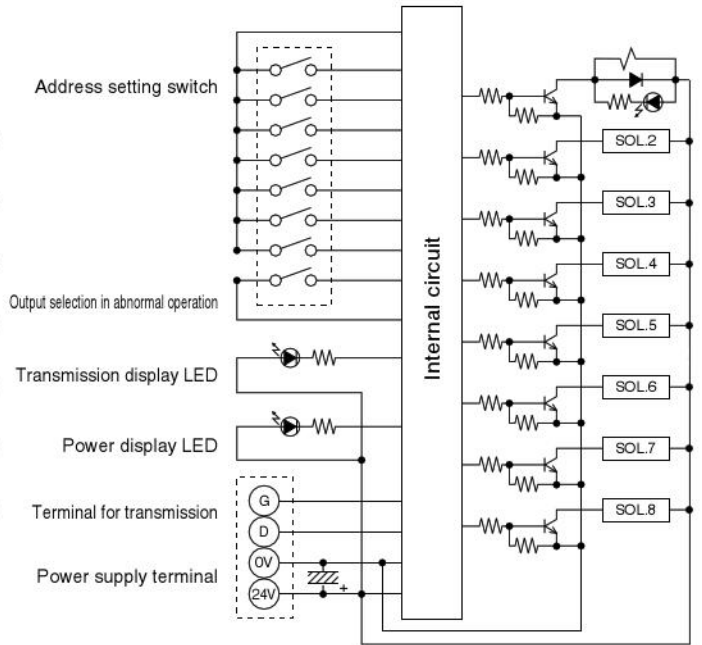 Address setting switch
Output selection in abnormal operation
Transmission display LED
Power display LED
Terminal for transmission
Power supply terminal
G
D
0V
24V
+
Internal circuit
SOL.2
SOL.3
SOL.4
SOL.5
SOL.6
SOL.7
SOL.8